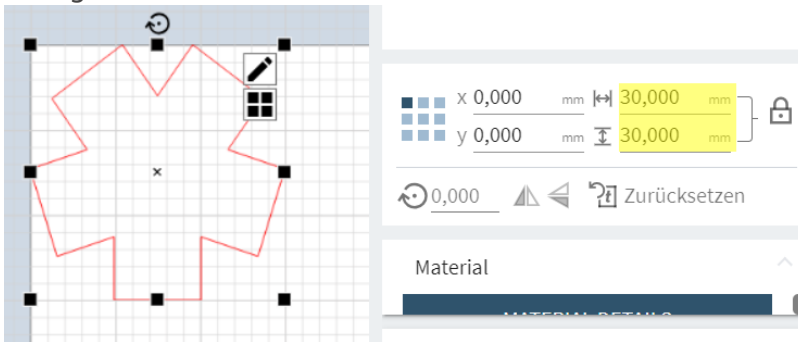 x 0,000 mm 30,000 mm
y 0,000 mm 30,000 mm
0,000 Zurücksetzen
Material
MATERIAL DETAILS